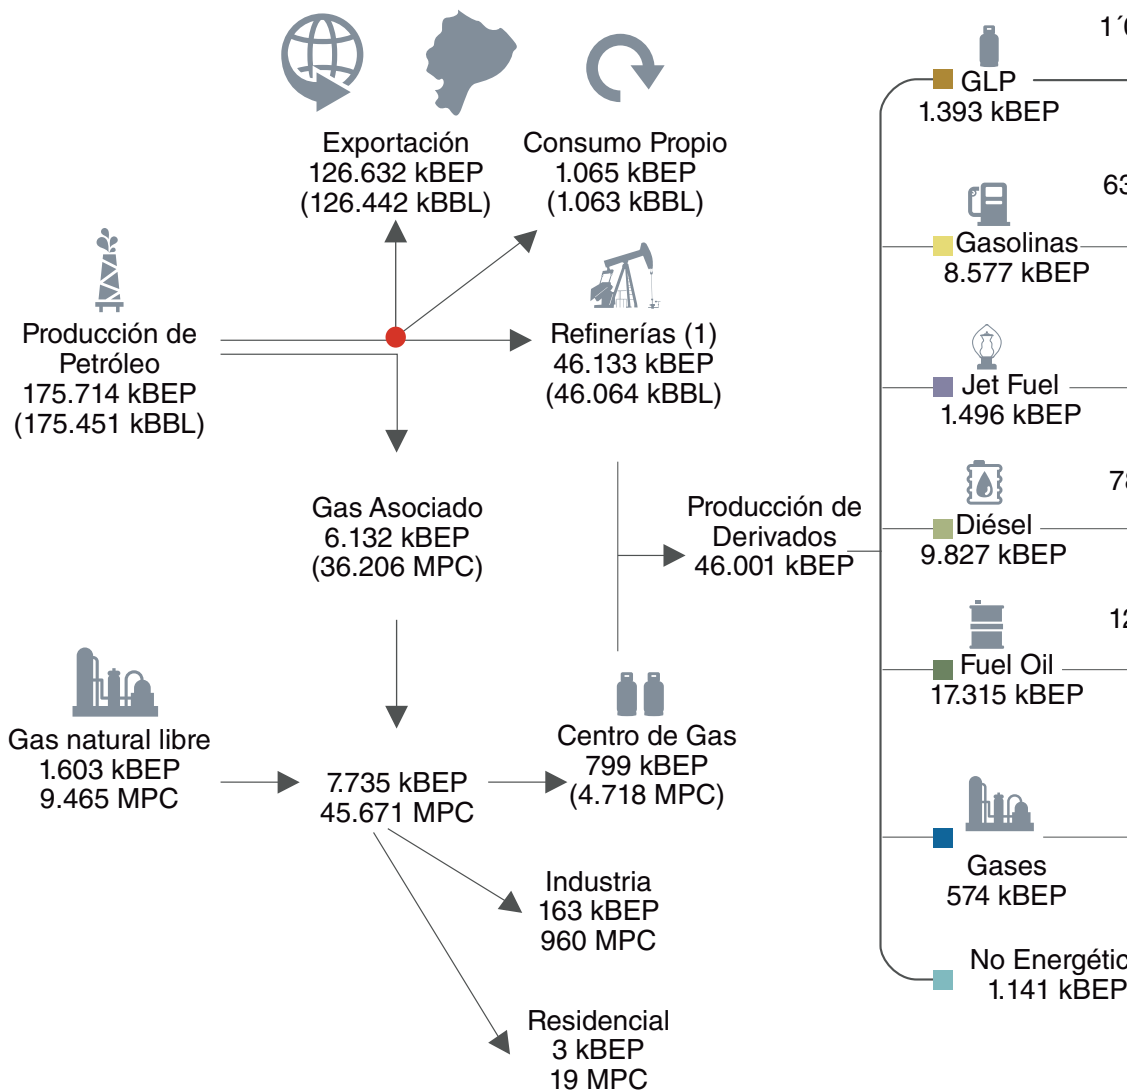 Exportación
126.632 kBEP
(126.442 kBBL)
Consumo Propio
1.065 kBEP
(1.063 kBBL)
Producción de
Petróleo
175.714 kBEP
(175.451 kBBL)
Refinerías (1)
46.133 kBEP
(46.064 kBBL)
Gas Asociado
6.132 kBEP
(36.206 MPC)
Producción de
Derivados
46.001 kBEP
Gas natural libre
1.603 kBEP
9.465 MPC
7.735 kBEP
45.671 MPC
Centro de Gas
799 kBEP
(4.718 MPC)
Industria
163 kBEP
960 MPC
Residencial
3 kBEP
19 MPC
GLP
1.393 kBEP
Gasolinas
8.577 kBEP
63
Jet Fuel
1.496 kBEP
Diésel
9.827 kBEP
78
Fuel Oil
17.315 kBEP
12
Gases
574 kBEP
No Energétic
1.141 kBEP